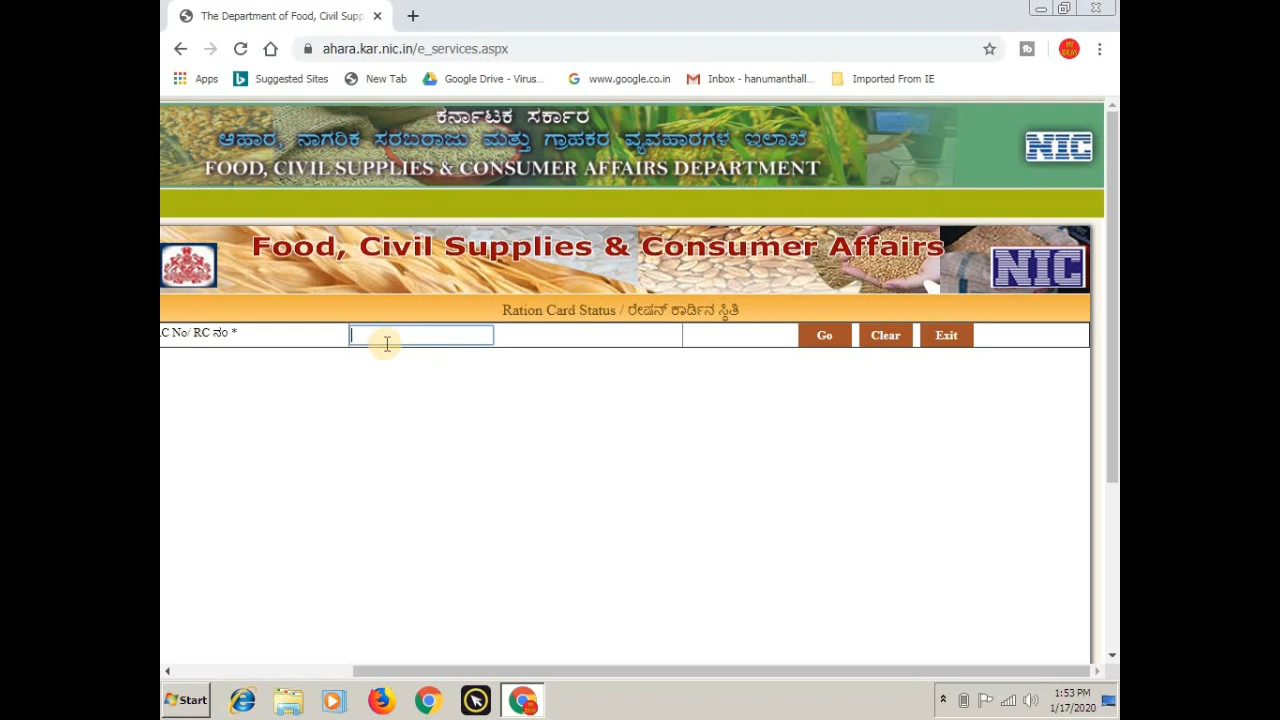 The Department of Food, Civil Supp
ahara.kar.nic.in/e_services.aspx
Apps Suggested Sites New Tab Google Drive - Virus... www.google.co.in Inbox - hanumanthall... Imported From IE
ಕರ್ನಾಟಕ ಸರ್ಕಾರ
ಆಹಾರ, ನಾಗರಿಕ ಸರಬರಾಜು ಮತ್ತು ಗ್ರಾಹಕರ ವ್ಯವಹಾರಗಳ ಇಲಾಖೆ
FOOD, CIVIL SUPPLIES & CONSUMER AFFAIRS DEPARTMENT
NIC
Food, Civil Supplies & Consumer Affairs
NIC
Ration Card Status / ರೇಷನ್ ಕಾರ್ಡಿನ ಸ್ಥಿತಿ
C No/ RC ನಂ *
Go Clear Exit
Start
1:53 PM
1/17/2020